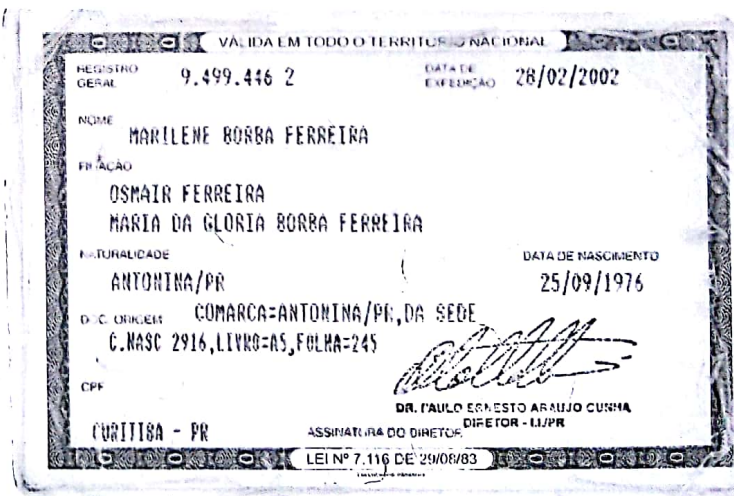 VÁLIDA EM TODO O TERRITÓRIO NACIONAL
REGISTRO GERAL 9.499.446 2 DATA DE EXPEDIÇÃO 28/02/2002
NOME
MARILENE BORBA FERREIRA
FILIAÇÃO
OSMAIR FERREIRA
MARIA DA GLORIA BORBA FERREIRA
NATURALIDADE DATA DE NASCIMENTO
ANTONINA/PR 25/09/1976
DOC. ORIGEM COMARCA=ANTONINA/PR,DA SEDE
C.NASC 2916,LIVRO=A5,FOLHA=245
CPF
DR. PAULO ERNESTO ARAUJO CUNHA
DIRETOR - I.I/PR
CURITIBA - PR ASSINATURA DO DIRETOR
LEI Nº 7.116 DE 29/08/83